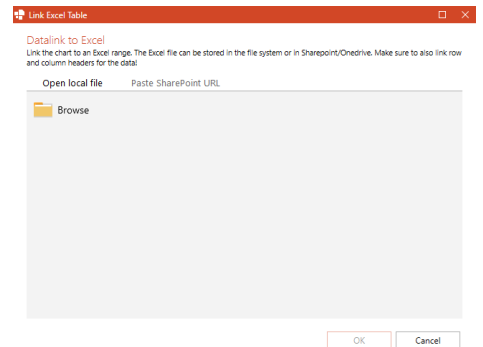 Link Excel Table
Datalink to Excel
Link the chart to an Excel range. The Excel file can be stored in the file system or in Sharepoint/Onedrive. Make sure to also link row
and column headers for the data!
Open local file Paste SharePoint URL
Browse
OK Cancel